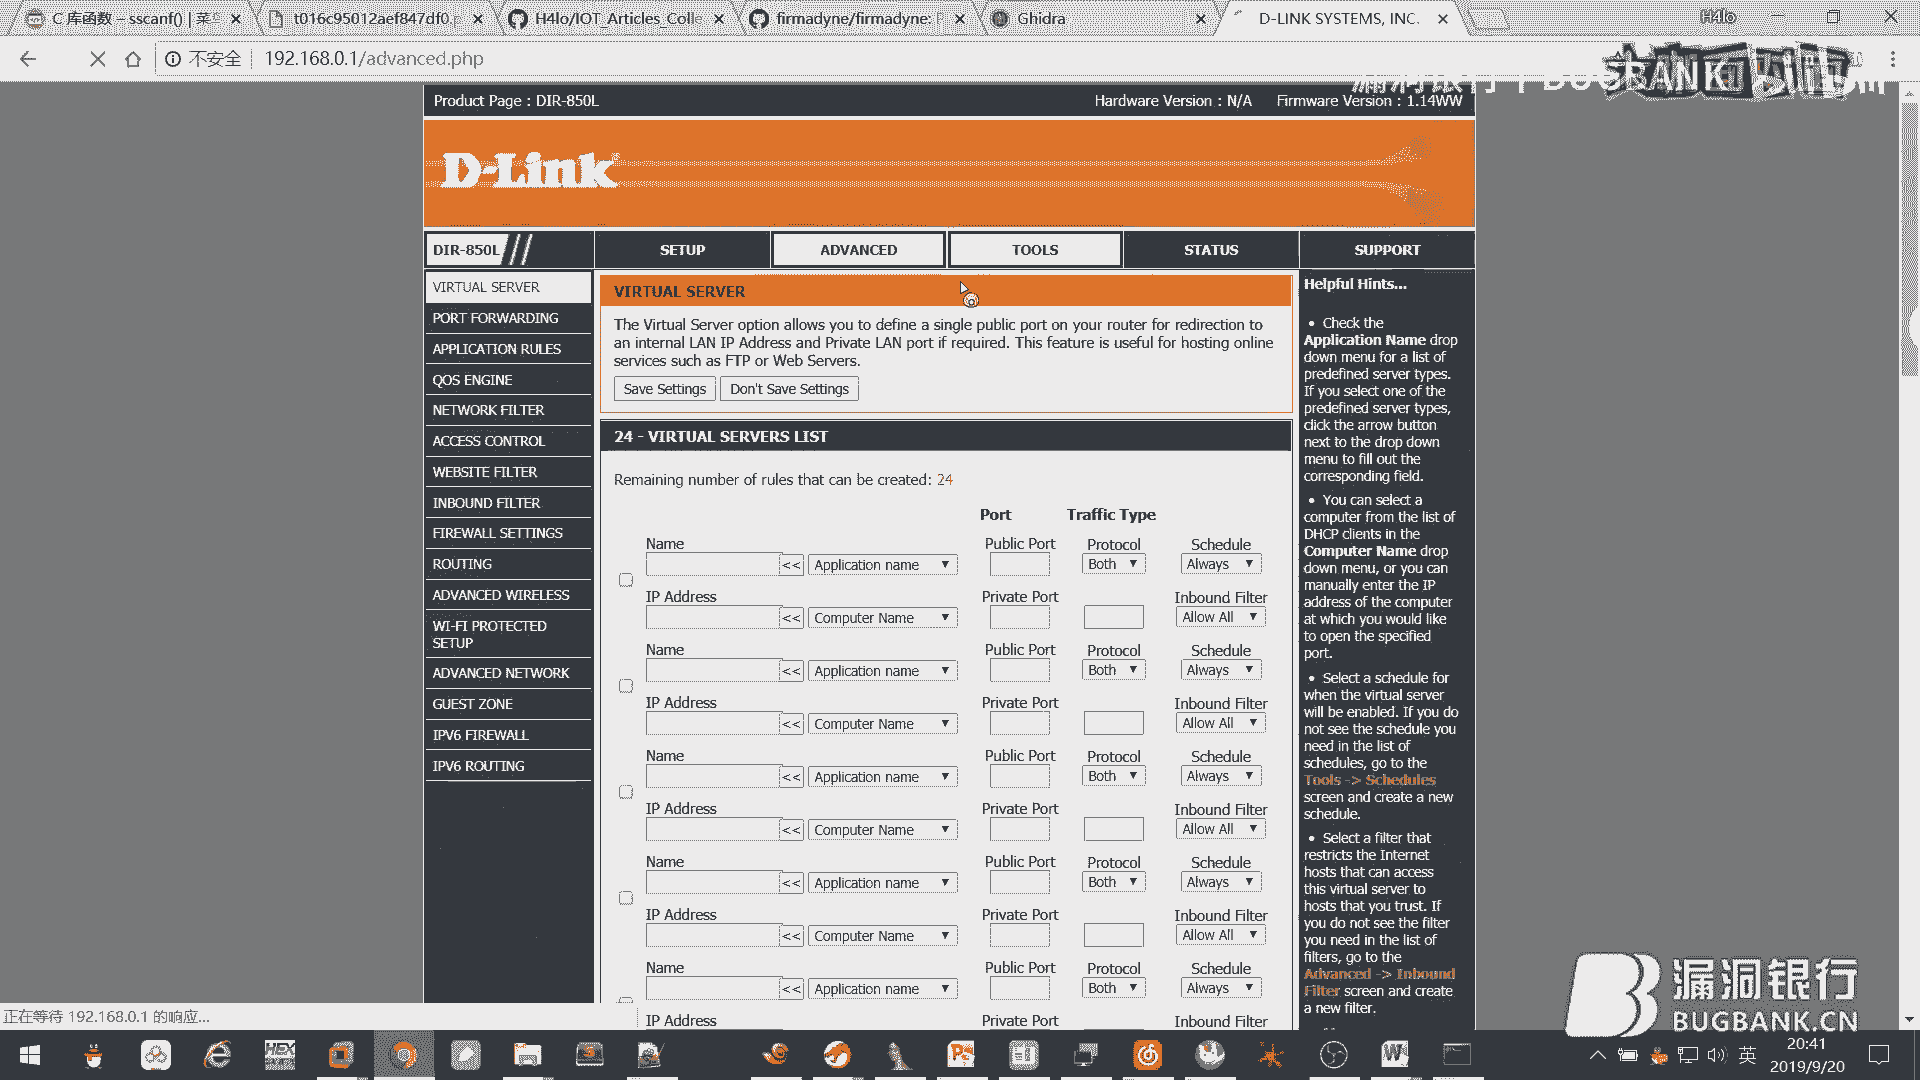 C 库函数 – sscanf() | 菜鸟
t016c95012aef847df0.p
H4lo/IOT_Articles_Colle
firmadyne/firmadyne: P
Ghidra
D-LINK SYSTEMS, INC.
H4lo
不安全
192.168.0.1/advanced.php
漏洞银行 | BUGBANK
Product Page : DIR-850L
Hardware Version : N/A
Firmware Version : 1.14WW
D-Link
DIR-850L
SETUP
ADVANCED
TOOLS
STATUS
SUPPORT
VIRTUAL SERVER
PORT FORWARDING
APPLICATION RULES
QOS ENGINE
NETWORK FILTER
ACCESS CONTROL
WEBSITE FILTER
INBOUND FILTER
FIREWALL SETTINGS
ROUTING
ADVANCED WIRELESS
WI-FI PROTECTED
SETUP
ADVANCED NETWORK
GUEST ZONE
IPV6 FIREWALL
IPV6 ROUTING
VIRTUAL SERVER
The Virtual Server option allows you to define a single public port on your router for redirection to
an internal LAN IP Address and Private LAN port if required. This feature is useful for hosting online
services such as FTP or Web Servers.
Save Settings
Don't Save Settings
24 - VIRTUAL SERVERS LIST
Remaining number of rules that can be created: 24
Port
Traffic Type
Name
Public Port
Protocol
Schedule
<<
Application name
Both
Always
IP Address
Private Port
Inbound Filter
<<
Computer Name
Allow All
Name
Public Port
Protocol
Schedule
<<
Application name
Both
Always
IP Address
Private Port
Inbound Filter
<<
Computer Name
Allow All
Name
Public Port
Protocol
Schedule
<<
Application name
Both
Always
IP Address
Private Port
Inbound Filter
<<
Computer Name
Allow All
Name
Public Port
Protocol
Schedule
<<
Application name
Both
Always
IP Address
Private Port
Inbound Filter
<<
Computer Name
Allow All
Name
Public Port
Protocol
Schedule
<<
Application name
Both
Always
IP Address
Private Port
Inbound Filter
Helpful Hints...
• Check the
Application Name drop
down menu for a list of
predefined server types.
If you select one of the
predefined server types,
click the arrow button
next to the drop down
menu to fill out the
corresponding field.
• You can select a
computer from the list of
DHCP clients in the
Computer Name drop
down menu, or you can
manually enter the IP
address of the computer
at which you would like
to open the specified
port.
• Select a schedule for
when the virtual server
will be enabled. If you do
not see the schedule you
need in the list of
schedules, go to the
Tools -> Schedules
screen and create a new
schedule.
• Select a filter that
restricts the Internet
hosts that can access
this virtual server to
hosts that you trust. If
you do not see the filter
you need in the list of
filters, go to the
Advanced -> Inbound
Filter screen and create
a new filter.
正在等待 192.168.0.1 的响应...
漏洞银行
BUGBANK.CN
HEX
英
20:41
2019/9/20